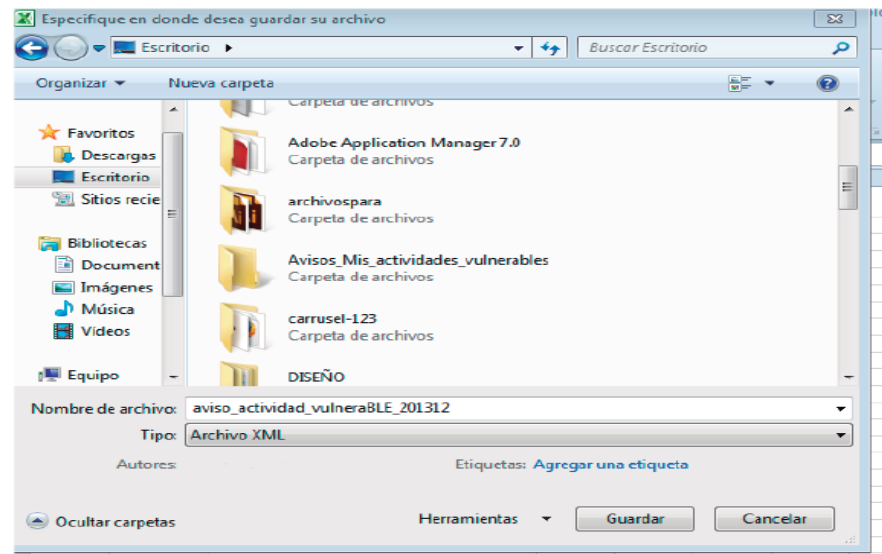 Especifique en donde desea guardar su archivo
Escritorio
Buscar Escritorio
Organizar
Nueva carpeta
Favoritos
Descargas
Escritorio
Sitios recie
Bibliotecas
Document
Imágenes
Música
Vídeos
Equipo
Carpeta de archivos
Adobe Application Manager 7.0
Carpeta de archivos
archivospara
Carpeta de archivos
Avisos_Mis_actividades_vulnerables
Carpeta de archivos
carrusel-123
Carpeta de archivos
DISEÑO
Nombre de archivo: aviso_actividad_vulneraBLE_201312
Tipo: Archivo XML
Autores:
Etiquetas: Agregar una etiqueta
Ocultar carpetas
Herramientas
Guardar
Cancelar